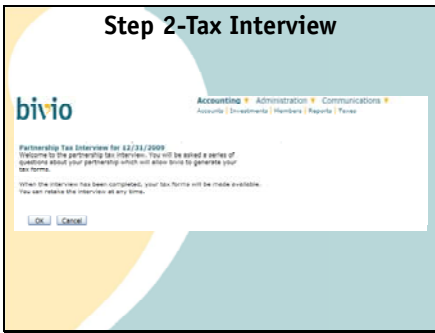 Step 2-Tax Interview
bivio
Accounting Administration Communications
Accounts | Investments | Members | Reports | Taxes
Partnership Tax Interview for 12/31/2009
Welcome to the partnership tax interview. You will be asked a series of
questions about your partnership which will allow bivio to generate your
tax forms.
When the interview has been completed, your tax forms will be made available.
You can retake the interview at any time.
OK Cancel